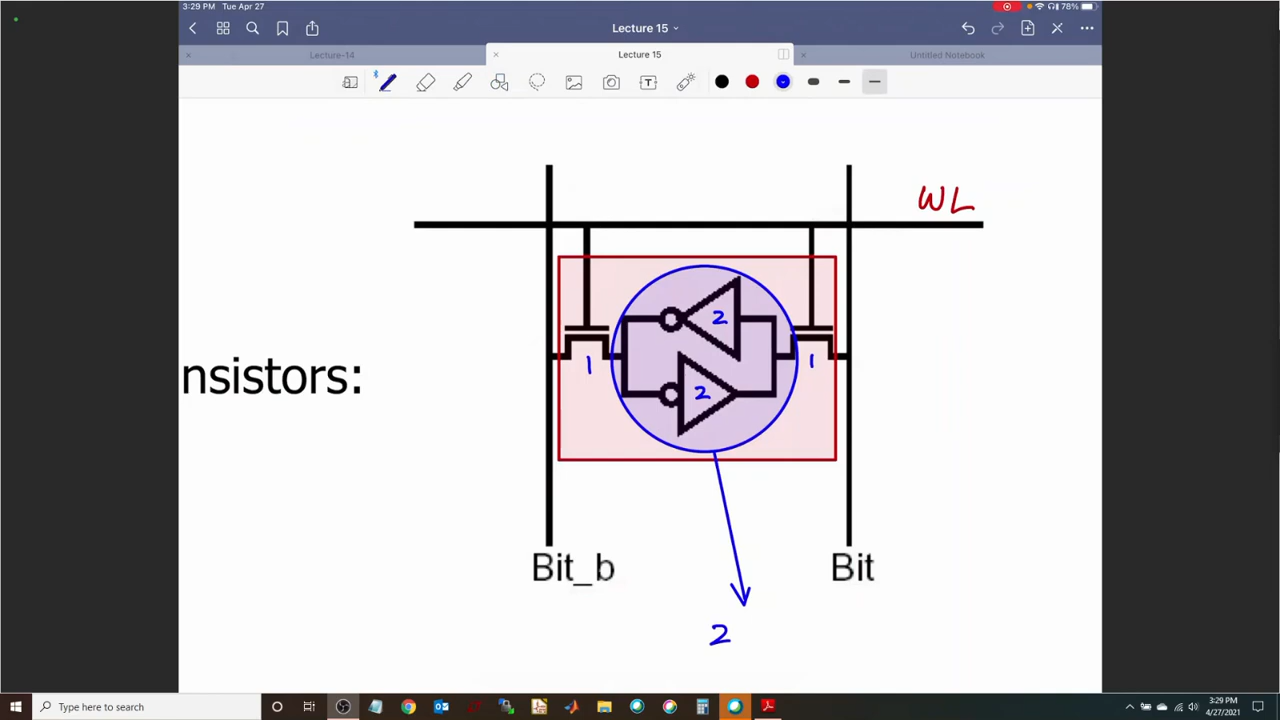 3:29 PM Tue Apr 27
78%
Lecture 15
Lecture-14
Lecture 15
Untitled Notebook
T
WL
2
1
1
2
nsistors:
Bit_b
Bit
2
Type here to search
3:29 PM
4/27/2021